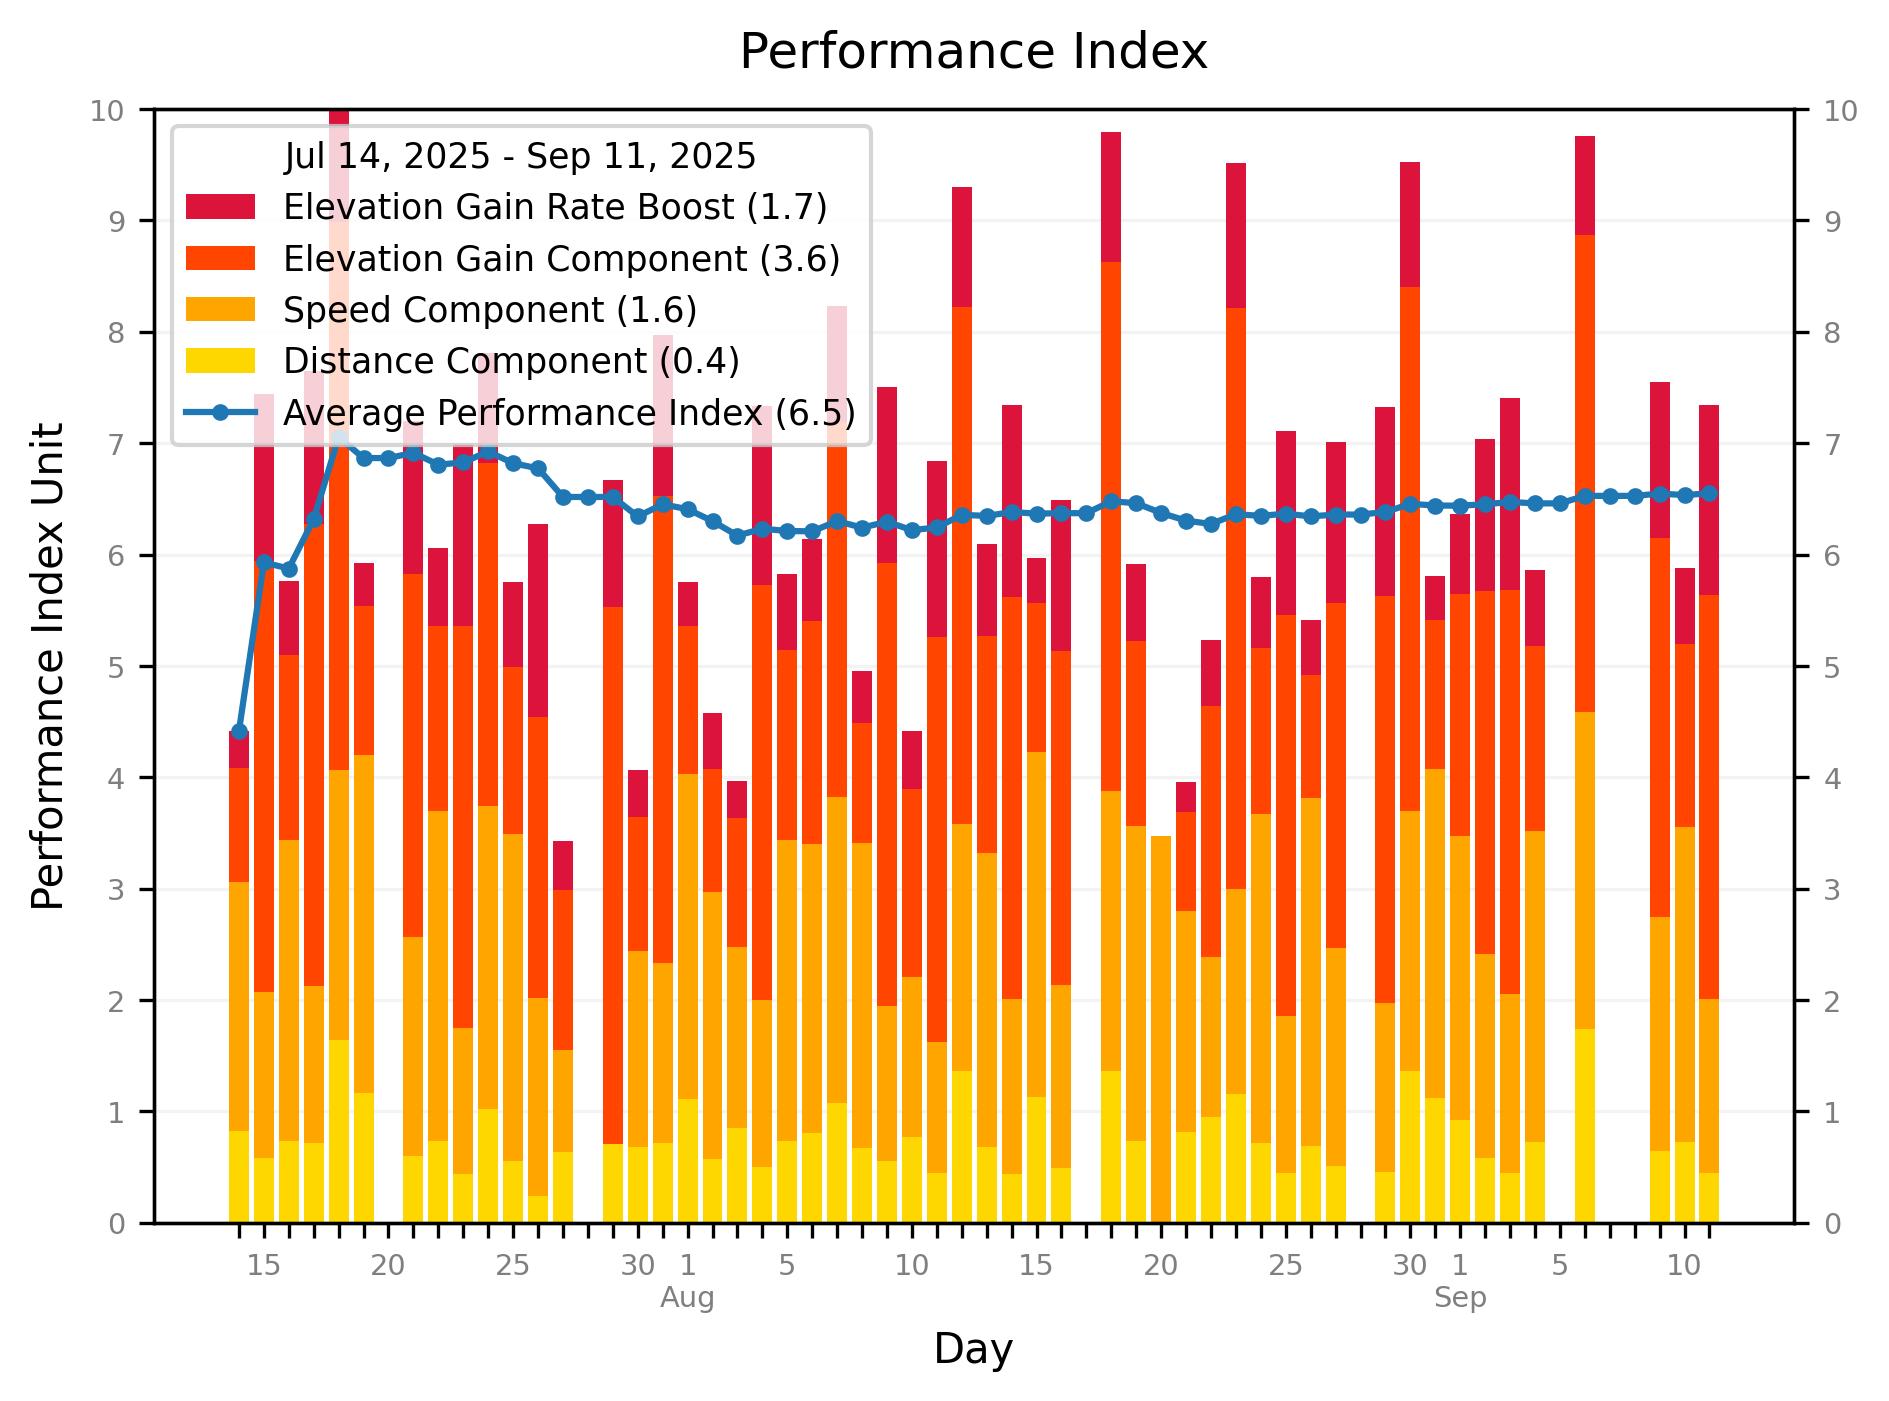 Performance Index
Jul 14, 2025 - Sep 11, 2025
Elevation Gain Rate Boost (1.7)
Elevation Gain Component (3.6)
Speed Component (1.6)
Distance Component (0.4)
Average Performance Index (6.5)
Performance Index Unit
10
9
8
7
6
5
4
3
2
1
0
10
9
8
7
6
5
4
3
2
1
0
15 20 25 30 1 5 10 15 20 25 30 1 5 10
Aug Sep
Day